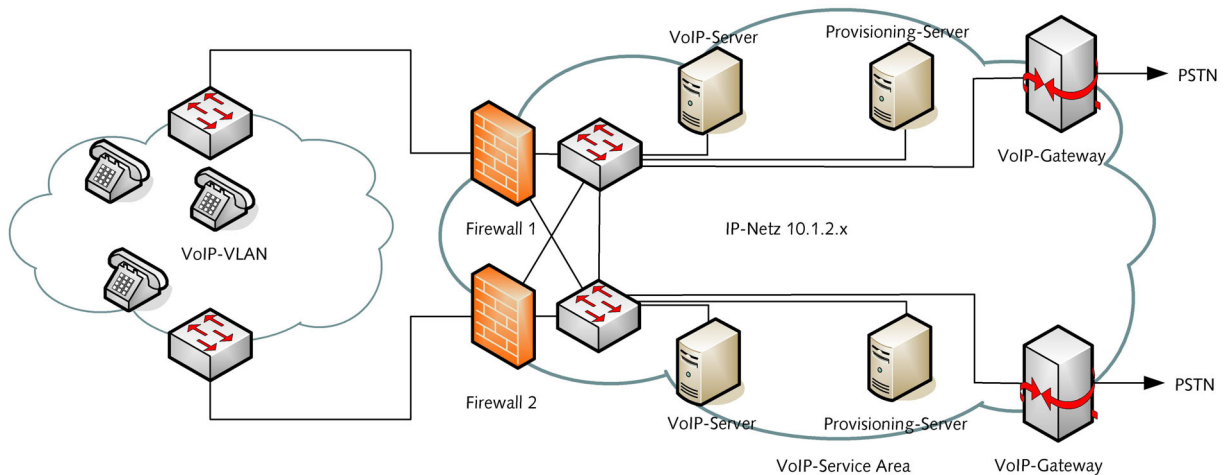 VoIP-Server
Provisioning-Server
PSTN
VoIP-Gateway
Firewall 1
IP-Netz 10.1.2.x
VoIP-VLAN
PSTN
Firewall 2
VoIP-Server
Provisioning-Server
VoIP-Service Area
VoIP-Gateway